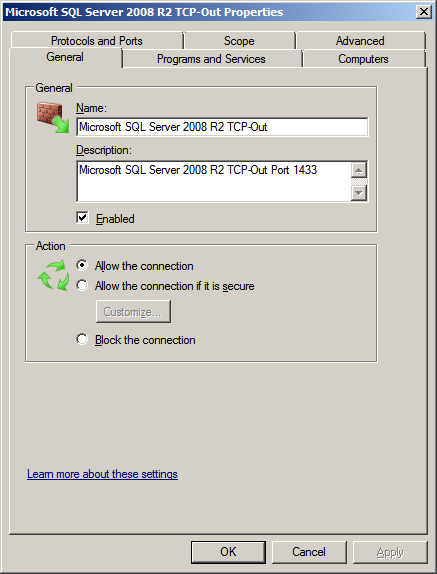 Microsoft SQL Server 2008 R2 TCP-Out Properties
Protocols and Ports
Scope
Advanced
General
Programs and Services
Computers
General
Name:
Microsoft SQL Server 2008 R2 TCP-Out
Description:
Microsoft SQL Server 2008 R2 TCP-Out Port 1433
Enabled
Action
Allow the connection
Allow the connection if it is secure
Customize...
Block the connection
Learn more about these settings
OK
Cancel
Apply